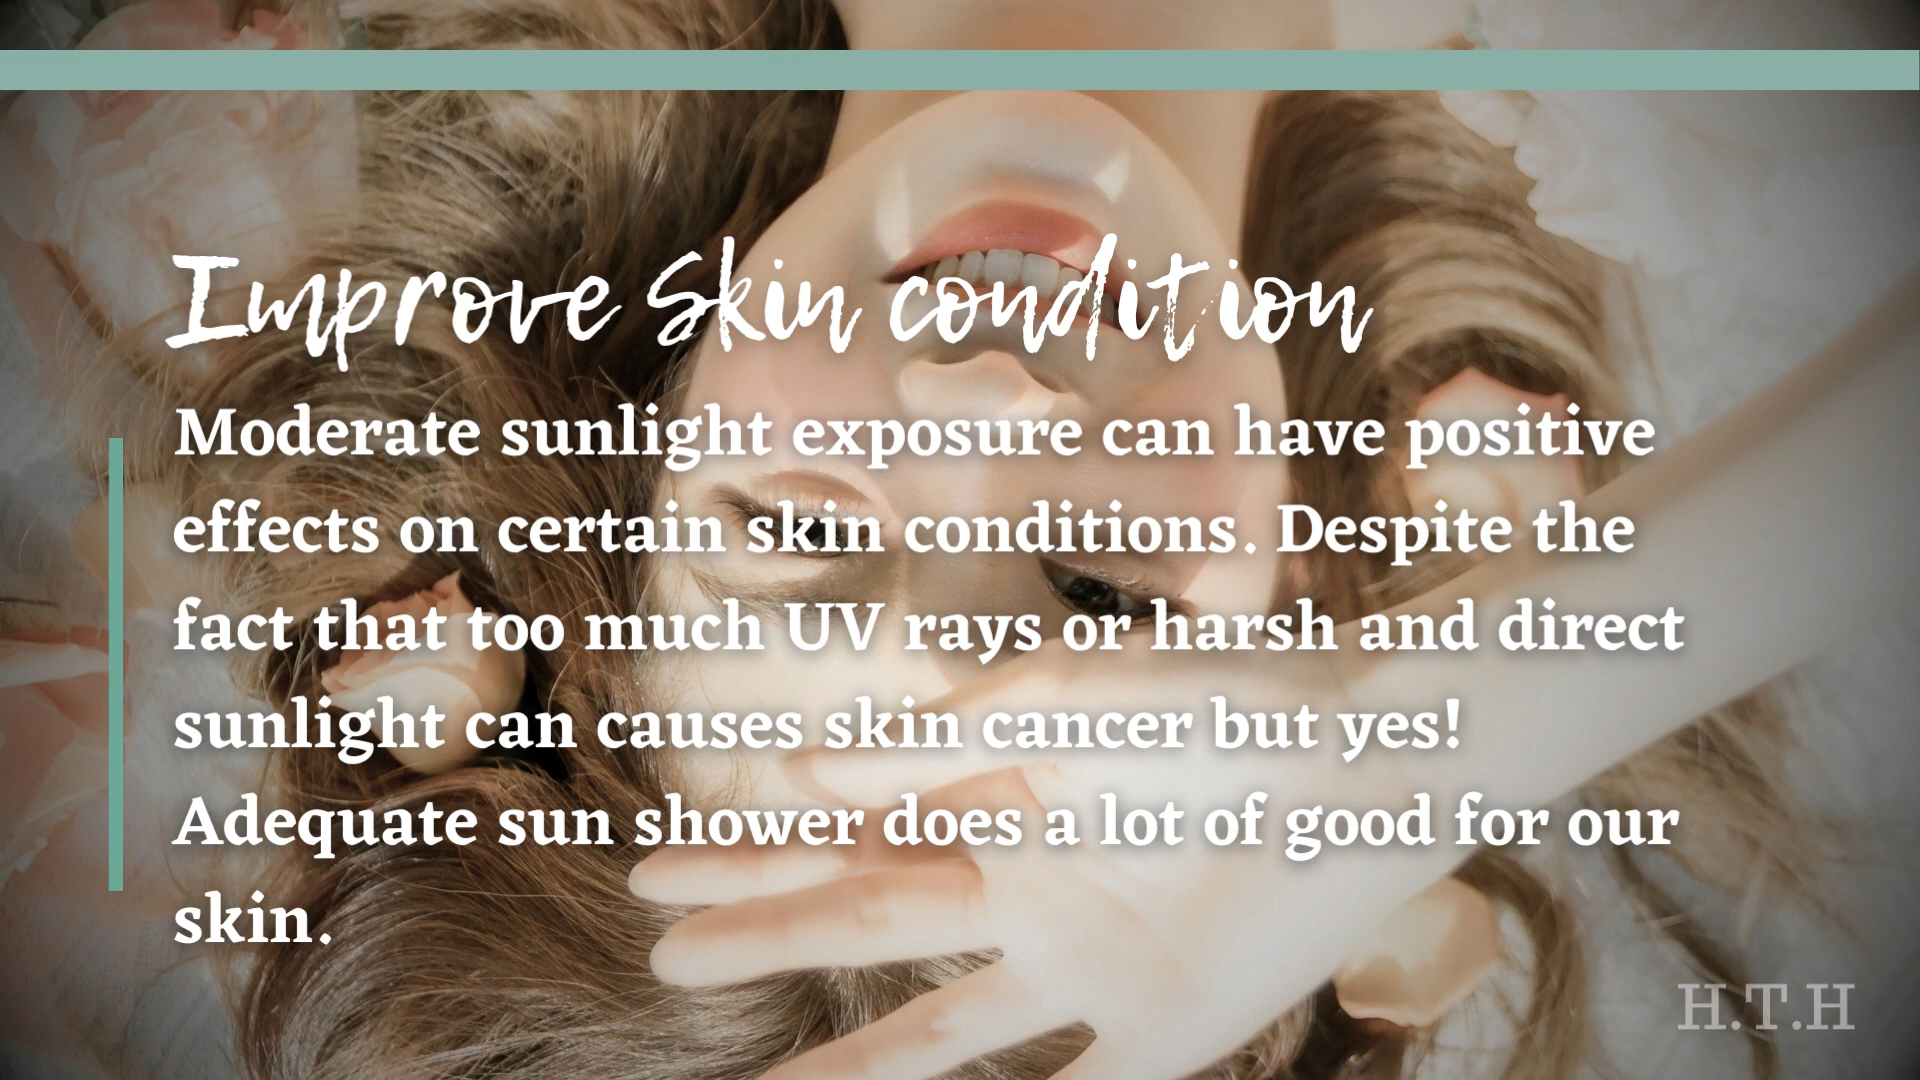 Improve Skin condition
Moderate sunlight exposure can have positive
effects on certain skin conditions. Despite the
fact that too much UV rays or harsh and direct
sunlight can causes skin cancer but yes!
Adequate sun shower does a lot of good for our
skin.
H.T.H